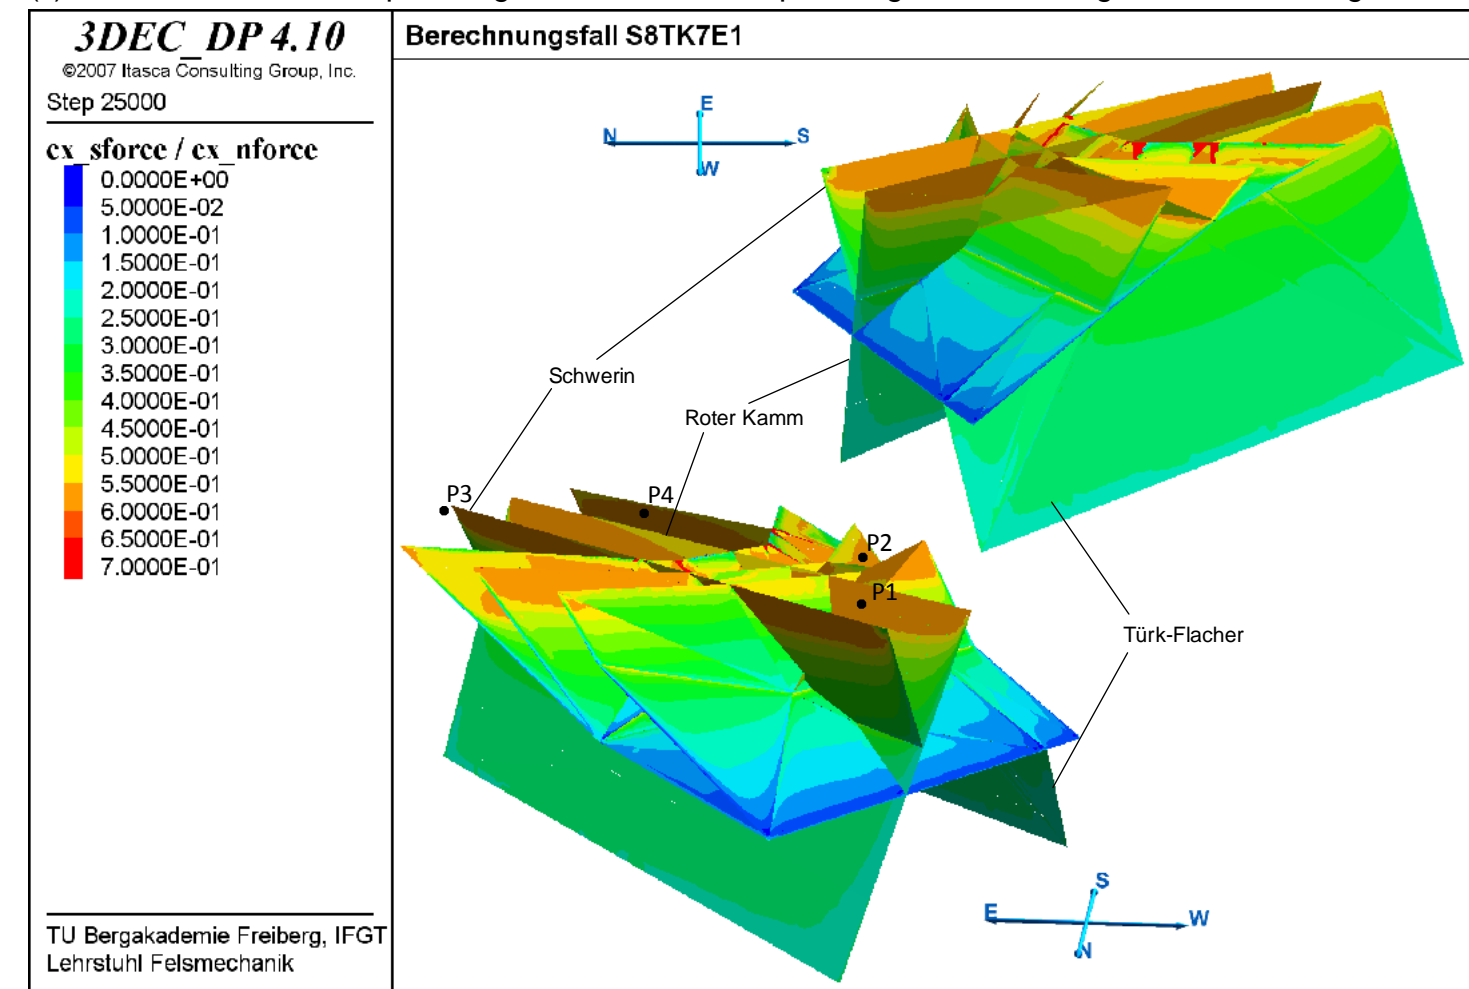 3DEC_DP 4.10
©2007 Itasca Consulting Group, Inc.
Step 25000
cx_sforce / cx_nforce
0.0000E+00
5.0000E-02
1.0000E-01
1.5000E-01
2.0000E-01
2.5000E-01
3.0000E-01
3.5000E-01
4.0000E-01
4.5000E-01
5.0000E-01
5.5000E-01
6.0000E-01
6.5000E-01
7.0000E-01
TU Bergakademie Freiberg, IFGT
Lehrstuhl Felsmechanik
Berechnungsfall S8TK7E1
E
N
S
W
Schwerin
Roter Kamm
P3
P4
P2
P1
Türk-Flacher
S
E
W
N